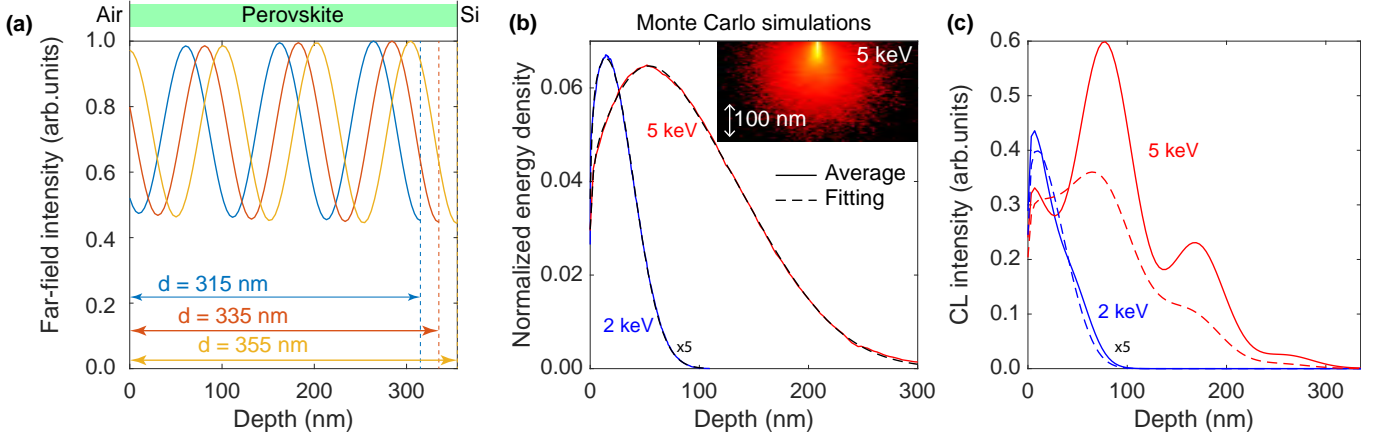 (a)
Air Perovskite Si
Far-field intensity (arb.units)
1.0
0.8
0.6
0.4
0.2
0.0
d = 315 nm
d = 335 nm
d = 355 nm
0 100 200 300
Depth (nm)
(b)
Monte Carlo simulations
Normalized energy density
0.06
0.04
0.02
0.00
5 keV
100 nm
5 keV
Average
Fitting
2 keV
x5
0 100 200 300
Depth (nm)
(c)
CL intensity (arb.units)
0.6
0.5
0.4
0.3
0.2
0.1
0.0
5 keV
2 keV
x5
0 100 200 300
Depth (nm)